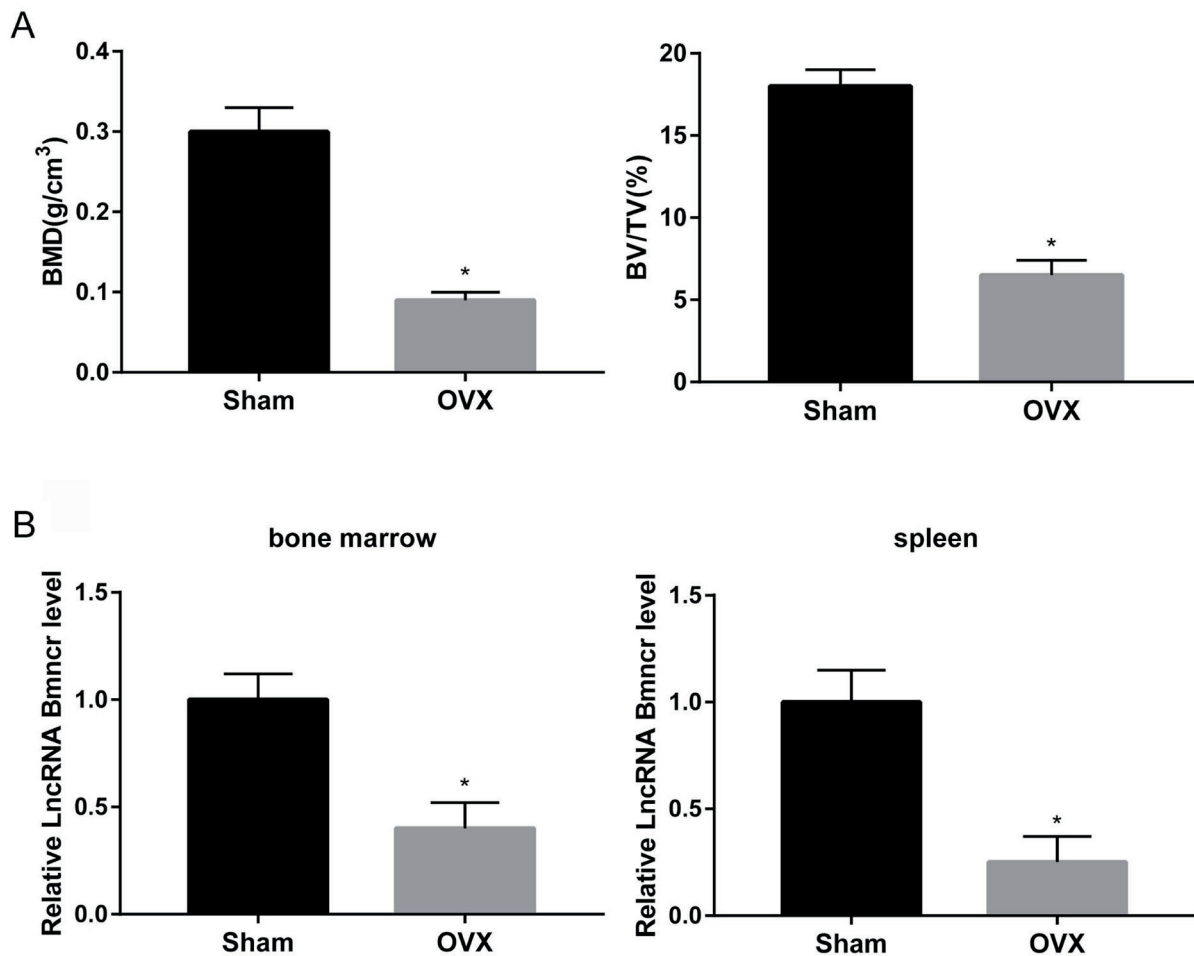 A
BMD(g/cm³)
0.4
0.3
0.2
0.1
0.0
*
Sham OVX
BV/TV(%)
20
15
10
5
0
*
Sham OVX
B
bone marrow
Relative LncRNA Bmncr level
1.5
1.0
0.5
0.0
*
Sham OVX
spleen
Relative LncRNA Bmncr level
1.5
1.0
0.5
0.0
*
Sham OVX